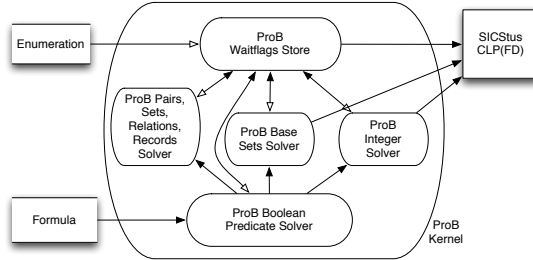 Enumeration
ProB
Waitflags Store
SICStus
CLP(FD)
ProB Pairs,
Sets,
Relations,
Records
Solver
ProB Base
Sets Solver
ProB
Integer
Solver
Formula
ProB Boolean
Predicate Solver
ProB
Kernel